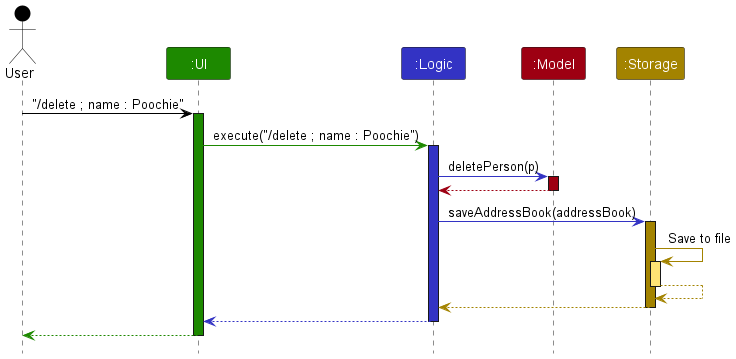 User
:UI
:Logic
:Model
:Storage
"/delete ; name : Poochie"
execute("/delete ; name : Poochie")
deletePerson(p)
saveAddressBook(addressBook)
Save to file